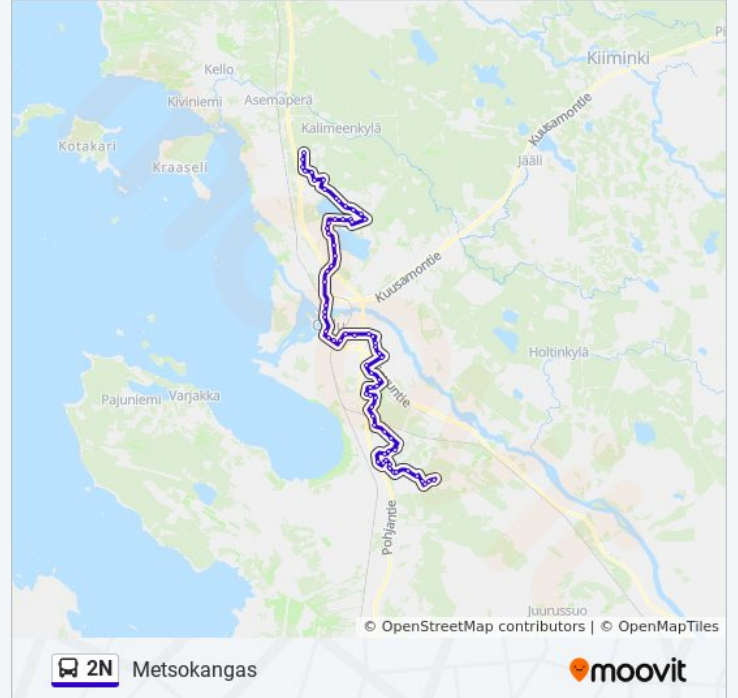 Kello
Kiiminki
Kiviniemi
Asemaperä
Kuusamontie
Kotakari
Kalimeenkylä
Kraaseli
Jääli
Kuusamontie
Holtinkylä
Pajuniemi
Varjakka
Pohjantie
Juurussuo
© OpenStreetMap contributors | © OpenMapTiles
2N Metsokangas
moovit